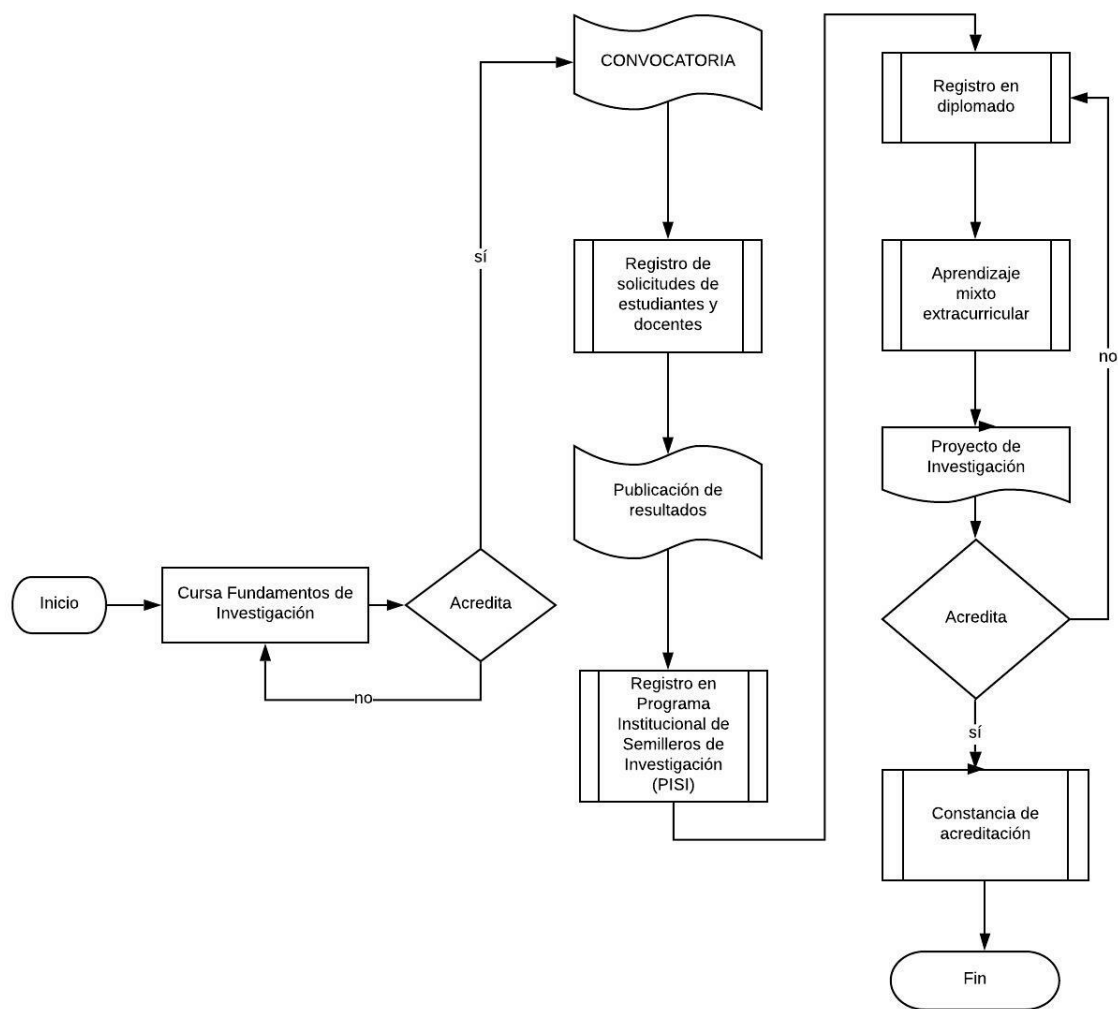 Inicio
Cursa Fundamentos de
Investigación
Acredita
no
sí
CONVOCATORIA
Registro de
solicitudes de
estudiantes y
docentes
Publicación de
resultados
Registro en
Programa
Institucional de
Semilleros de
Investigación
(PISI)
Registro en
diplomado
Aprendizaje
mixto
extracurricular
Proyecto de
Investigación
Acredita
no
sí
Constancia de
acreditación
Fin